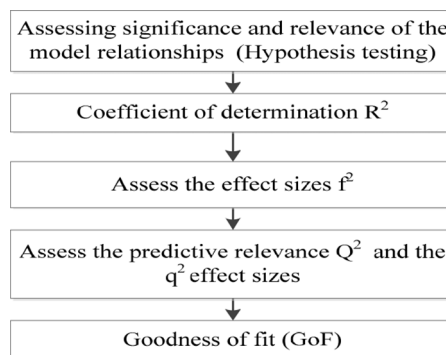 Assessing significance and relevance of the
model relationships (Hypothesis testing)
Coefficient of determination R²
Assess the effect sizes f²
Assess the predictive relevance Q² and the
q² effect sizes
Goodness of fit (GoF)